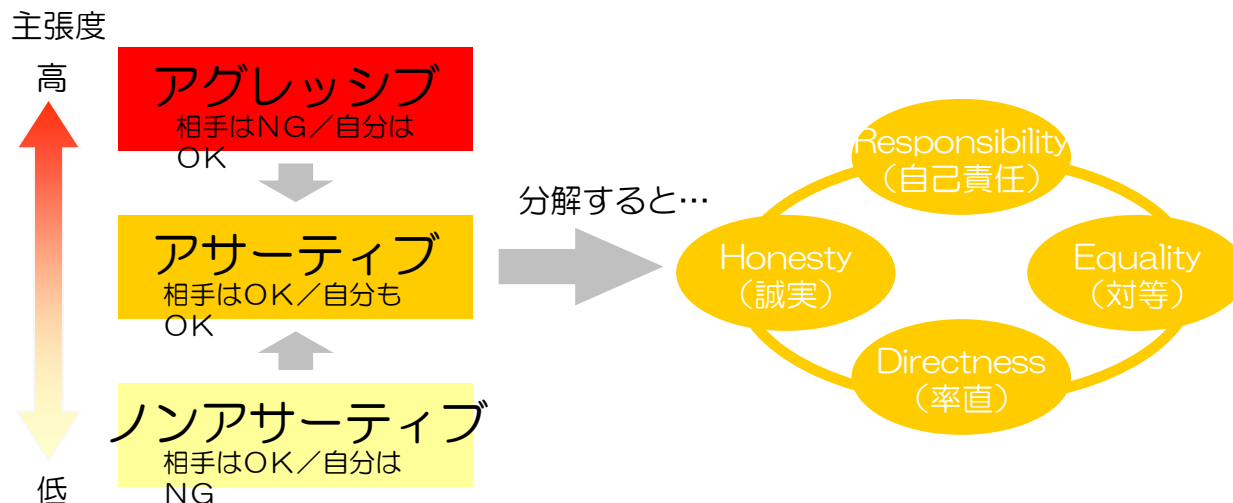 主張度
高
アグレッシブ
相手はNG／自分は
OK
アサーティブ
相手はOK／自分も
OK
ノンアサーティブ
相手はOK／自分は
NG
低
分解すると…
Responsibility
（自己責任）
Honesty
（誠実）
Equality
（対等）
Directness
（率直）